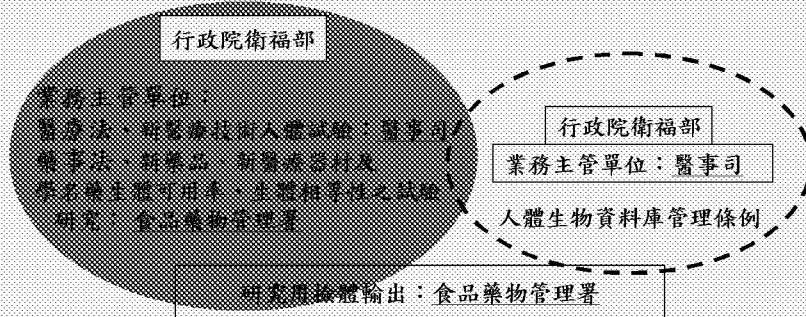 行政院衛福部
業務主管單位：
醫療法、新醫療技術人體試驗：醫事司
藥事法、新藥品、新醫療器材及
學名藥生體可用率、生體相等性之試驗
研究：食品藥物管理署
行政院衛福部
業務主管單位：醫事司
人體生物資料庫管理條例
研究用檢體輸出：食品藥物管理署